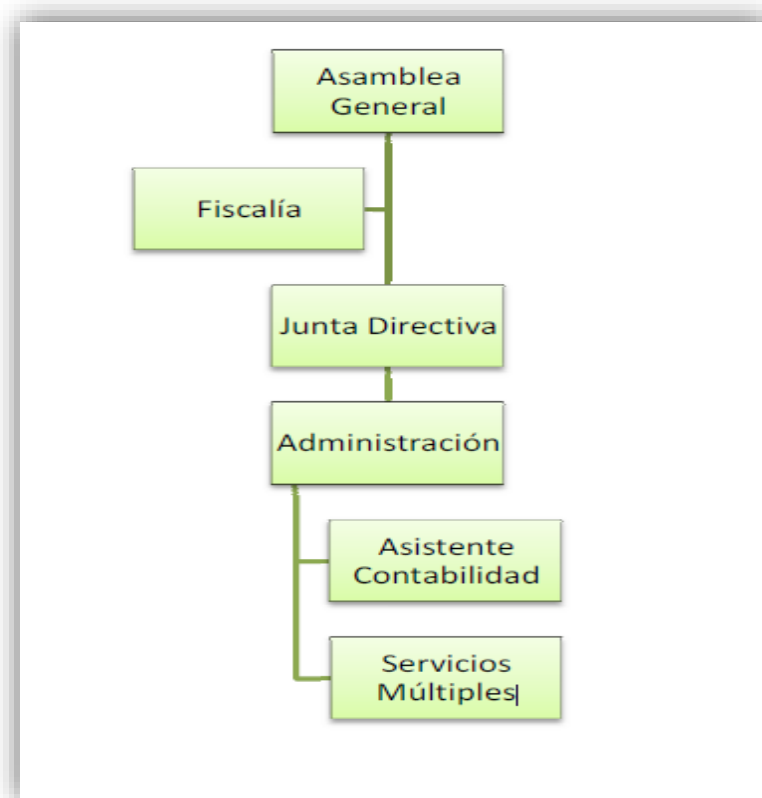 Asamblea
General
Fiscalía
Junta Directiva
Administración
Asistente
Contabilidad
Servicios
Múltiples